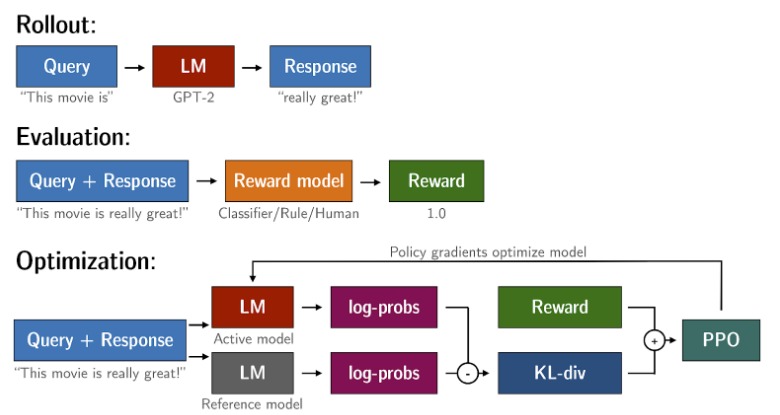 Rollout:
Query
LM
Response
“This movie is”
GPT-2
“really great!”
Evaluation:
Query + Response
Reward model
Reward
“This movie is really great!”
Classifier/Rule/Human
1.0
Optimization:
Policy gradients optimize model
LM
log-probs
Reward
Active model
Query + Response
“This movie is really great!”
+
PPO
LM
log-probs
-
KL-div
Reference model